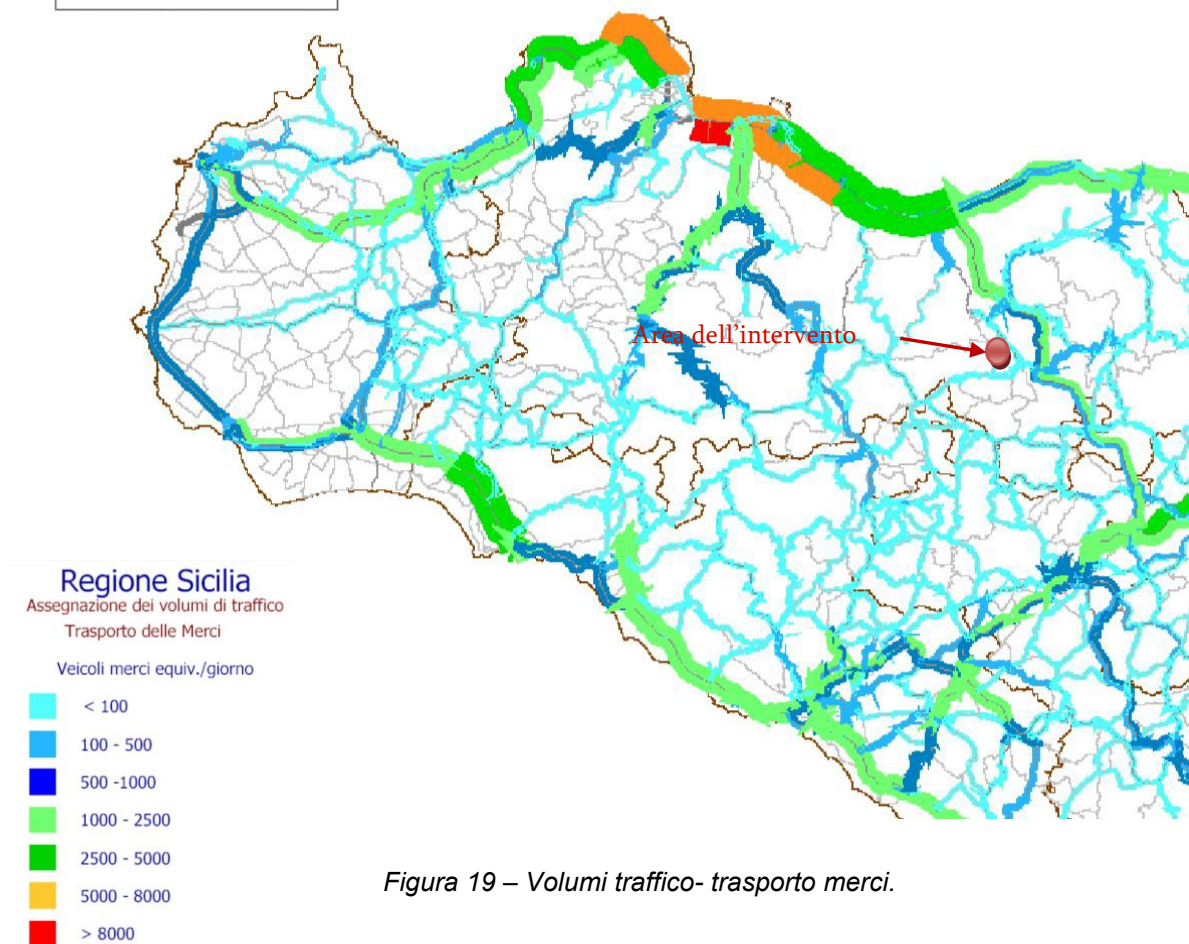 Area dell'intervento
Regione Sicilia
Assegnazione dei volumi di traffico
Trasporto delle Merci
Veicoli merci equiv./giorno
< 100
100 - 500
500 -1000
1000 - 2500
2500 - 5000
5000 - 8000
> 8000
Figura 19 – Volumi traffico- trasporto merci.